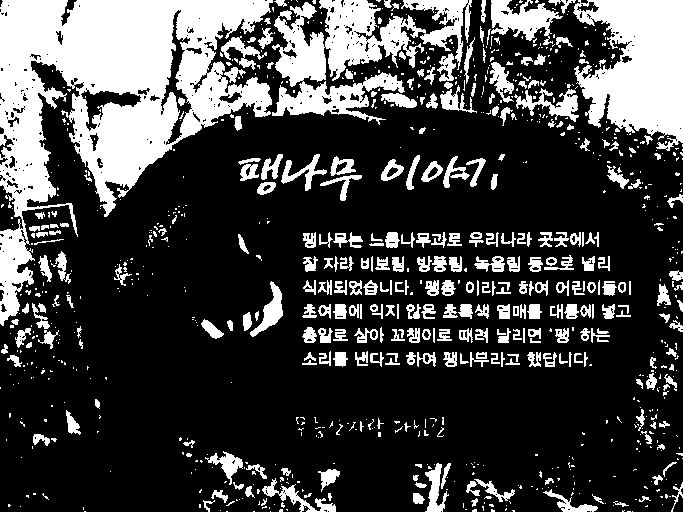 팽나무 이야기
팽나무는 느릅나무과로 우리나라 곳곳에서
잘 자라 비보림, 방풍림, 녹음림 등으로 널리
식재되었습니다. '팽총' 이라고 하여 어린이들이
초여름에 익지 않은 초록색 열매를 대롱에 넣고
총알로 삼아 꼬챙이로 때려 날리면 '팽' 하는
소리를 낸다고 하여 팽나무라고 했답니다.
무등산자락 다님길